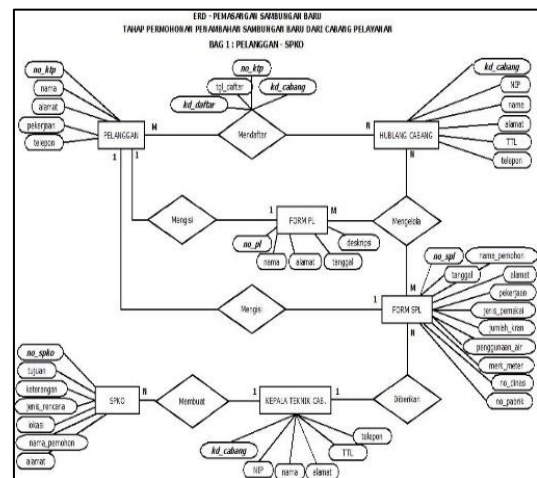 ERD - PEMASANGAN SAMBUNGAN BARU
TAHAP PERMOHONAN PENAMBAHAN SAMBUNGAN BARU DARI CABANG PELAYANAN
BAG 1 : PELANGGAN - SPKO
no_ktp
nama
alamat
pekerjaan
telepon
PELANGGAN
M
1
1
no_ktp
tgl_daftar
kd_cabang
kd_daftar
Mendaftar
N
HUBLANG CABANG
kd_cabang
NIP
nama
alamat
TTL
telepon
N
Mengisi
1
FORM PL
M
Mengelola
no_pl
nama
alamat
tanggal
deskripsi
M
Mengisi
1
FORM SPL
N
no_spl
nama_pemohon
tanggal
alamat
pekerjaan
jenis_pemakai
jumlah_kran
penggunaan_air
merk_meter
no_dinas
no_pabrik
no_spko
tujuan
keterangan
jenis_rencana
lokasi
nama_pemohon
alamat
SPKO
N
Membuat
1
KEPALA TEKNIK CAB.
1
Diberikan
kd_cabang
NIP
nama
alamat
TTL
telepon